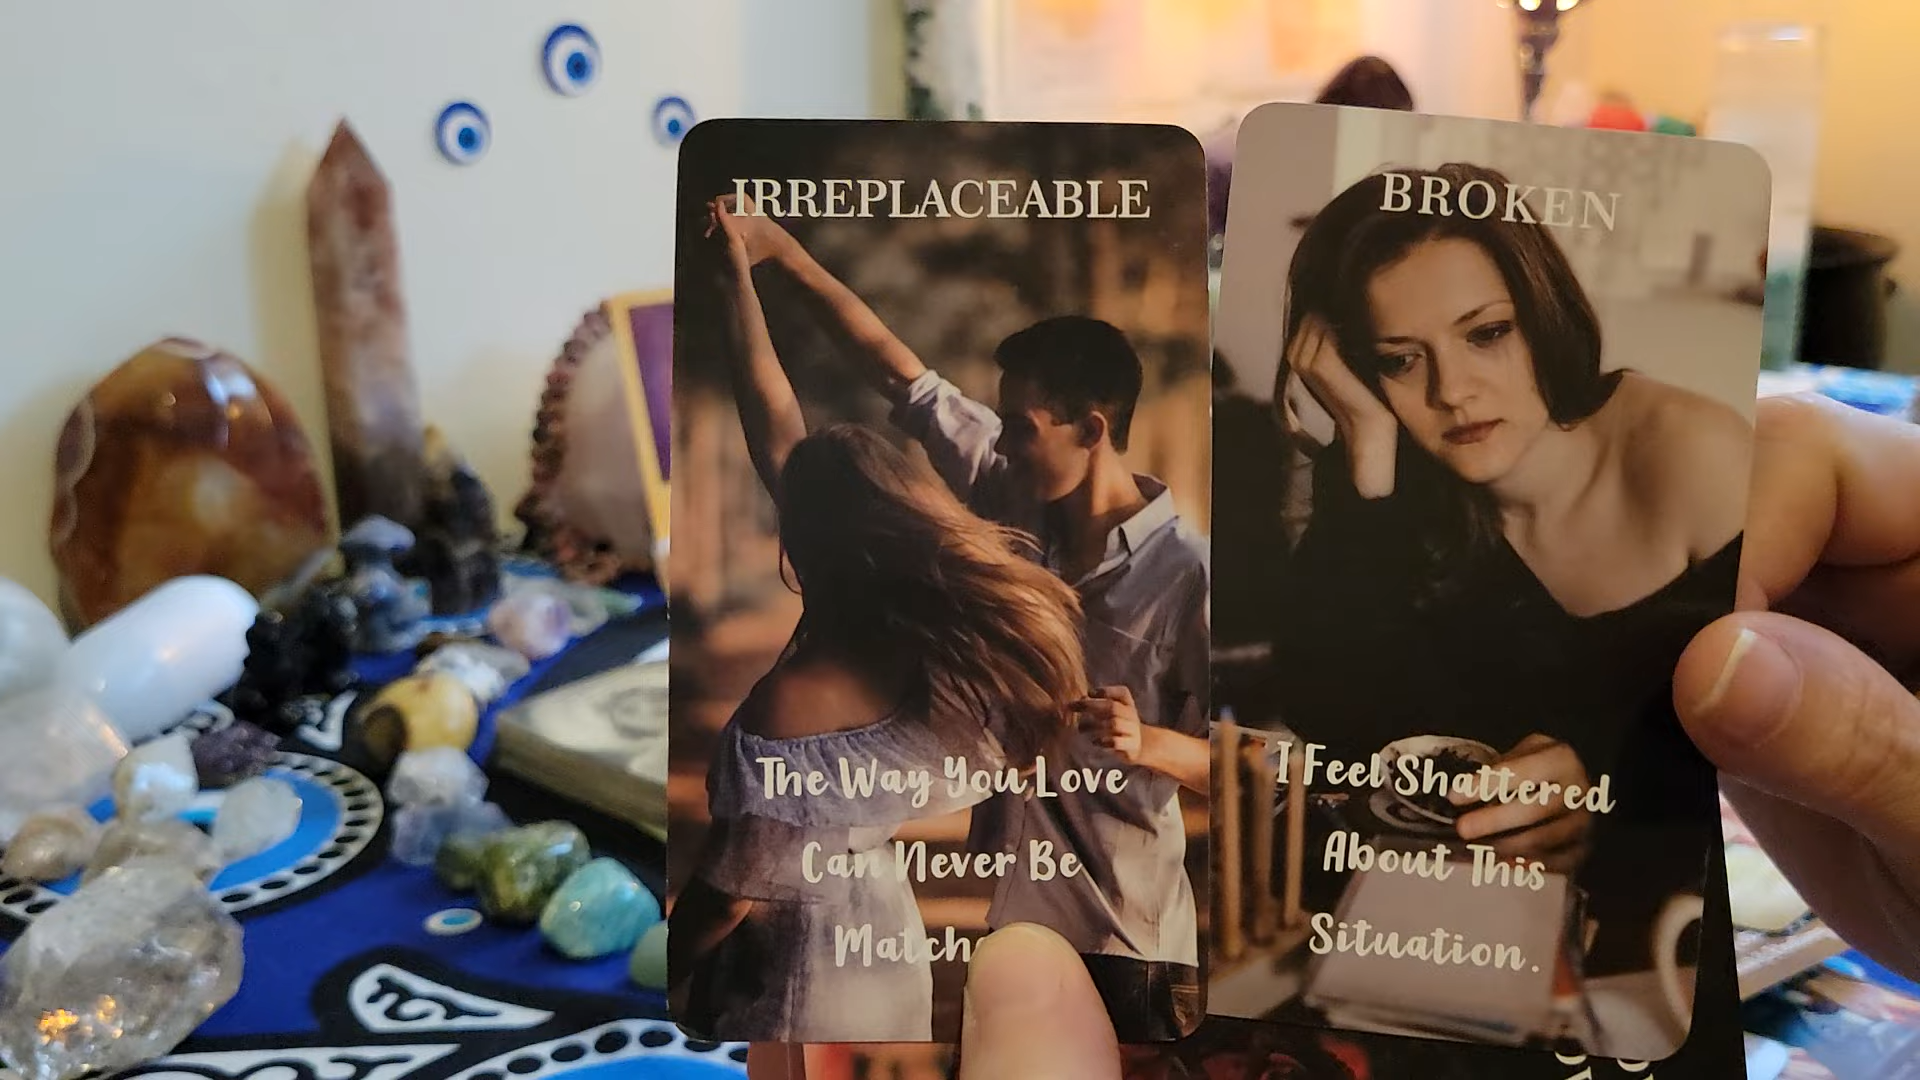 IRREPLACEABLE
The Way You Love
Can Never Be
BROKEN
I Feel Shattered
About This
Situation.